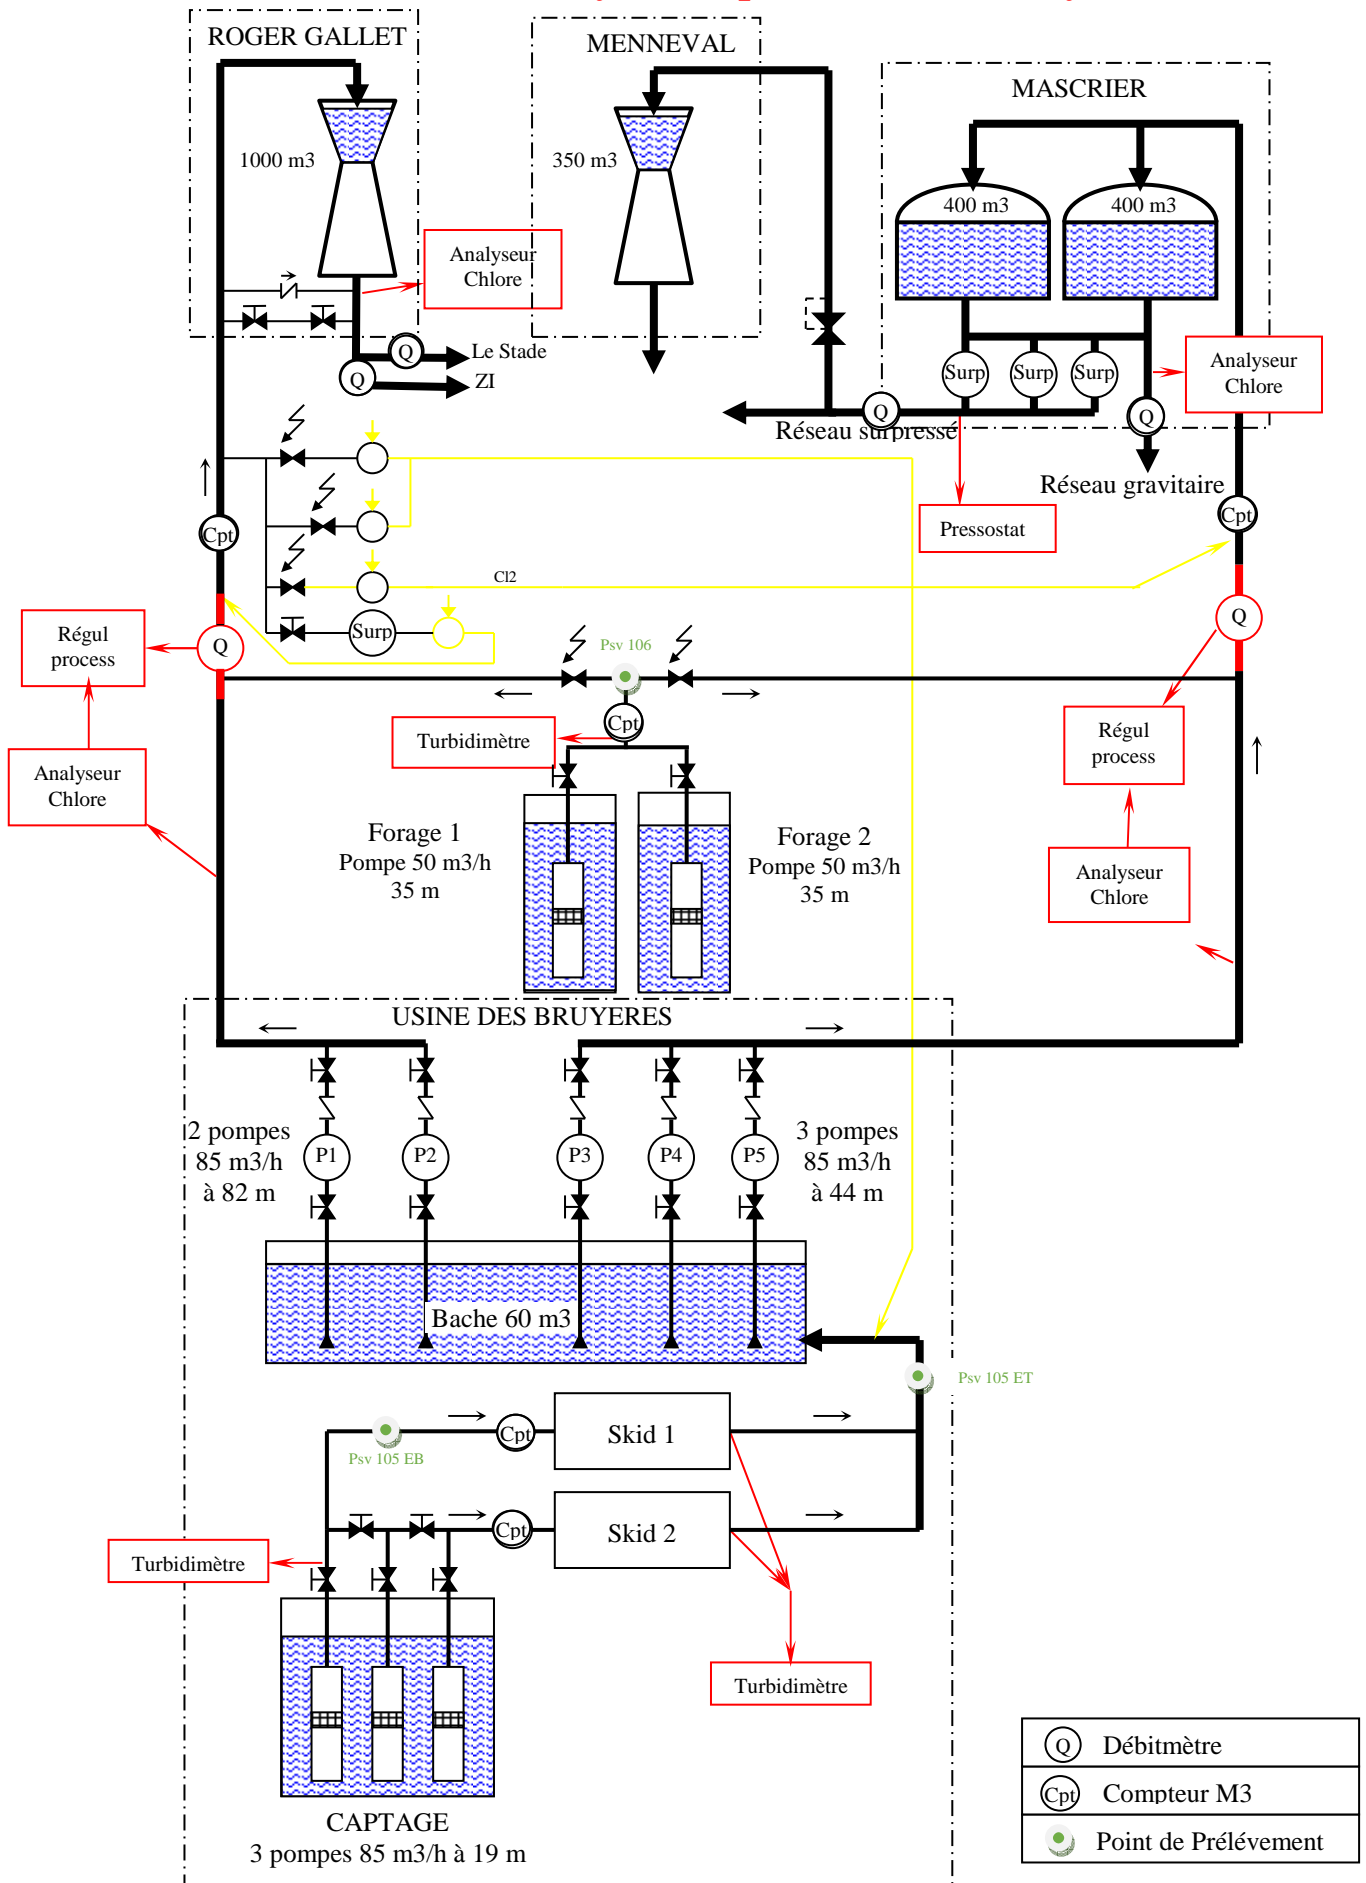 ROGER GALLET
MENNEVAL
MASCRIER
1000 m3
350 m3
400 m3
400 m3
Analyseur
Chlore
Q
Le Stade
Q
ZI
Surp
Surp
Surp
Analyseur
Chlore
Q
Q
Réseau surpressé
Réseau gravitaire
Pressostat
Cpt
Cpt
Cl2
Surp
Régul
process
Q
Q
Psv 106
Cpt
Turbidimètre
Régul
process
Analyseur
Chlore
Forage 1
Pompe 50 m3/h
35 m
Forage 2
Pompe 50 m3/h
35 m
Analyseur
Chlore
USINE DES BRUYERES
2 pompes
85 m3/h
à 82 m
P1
P2
P3
P4
P5
3 pompes
85 m3/h
à 44 m
Bache 60 m3
Psv 105 ET
Psv 105 EB
Cpt
Skid 1
Cpt
Skid 2
Turbidimètre
Turbidimètre
CAPTAGE
3 pompes 85 m3/h à 19 m
Q Débitmètre
Cpt Compteur M3
Point de Prélévement